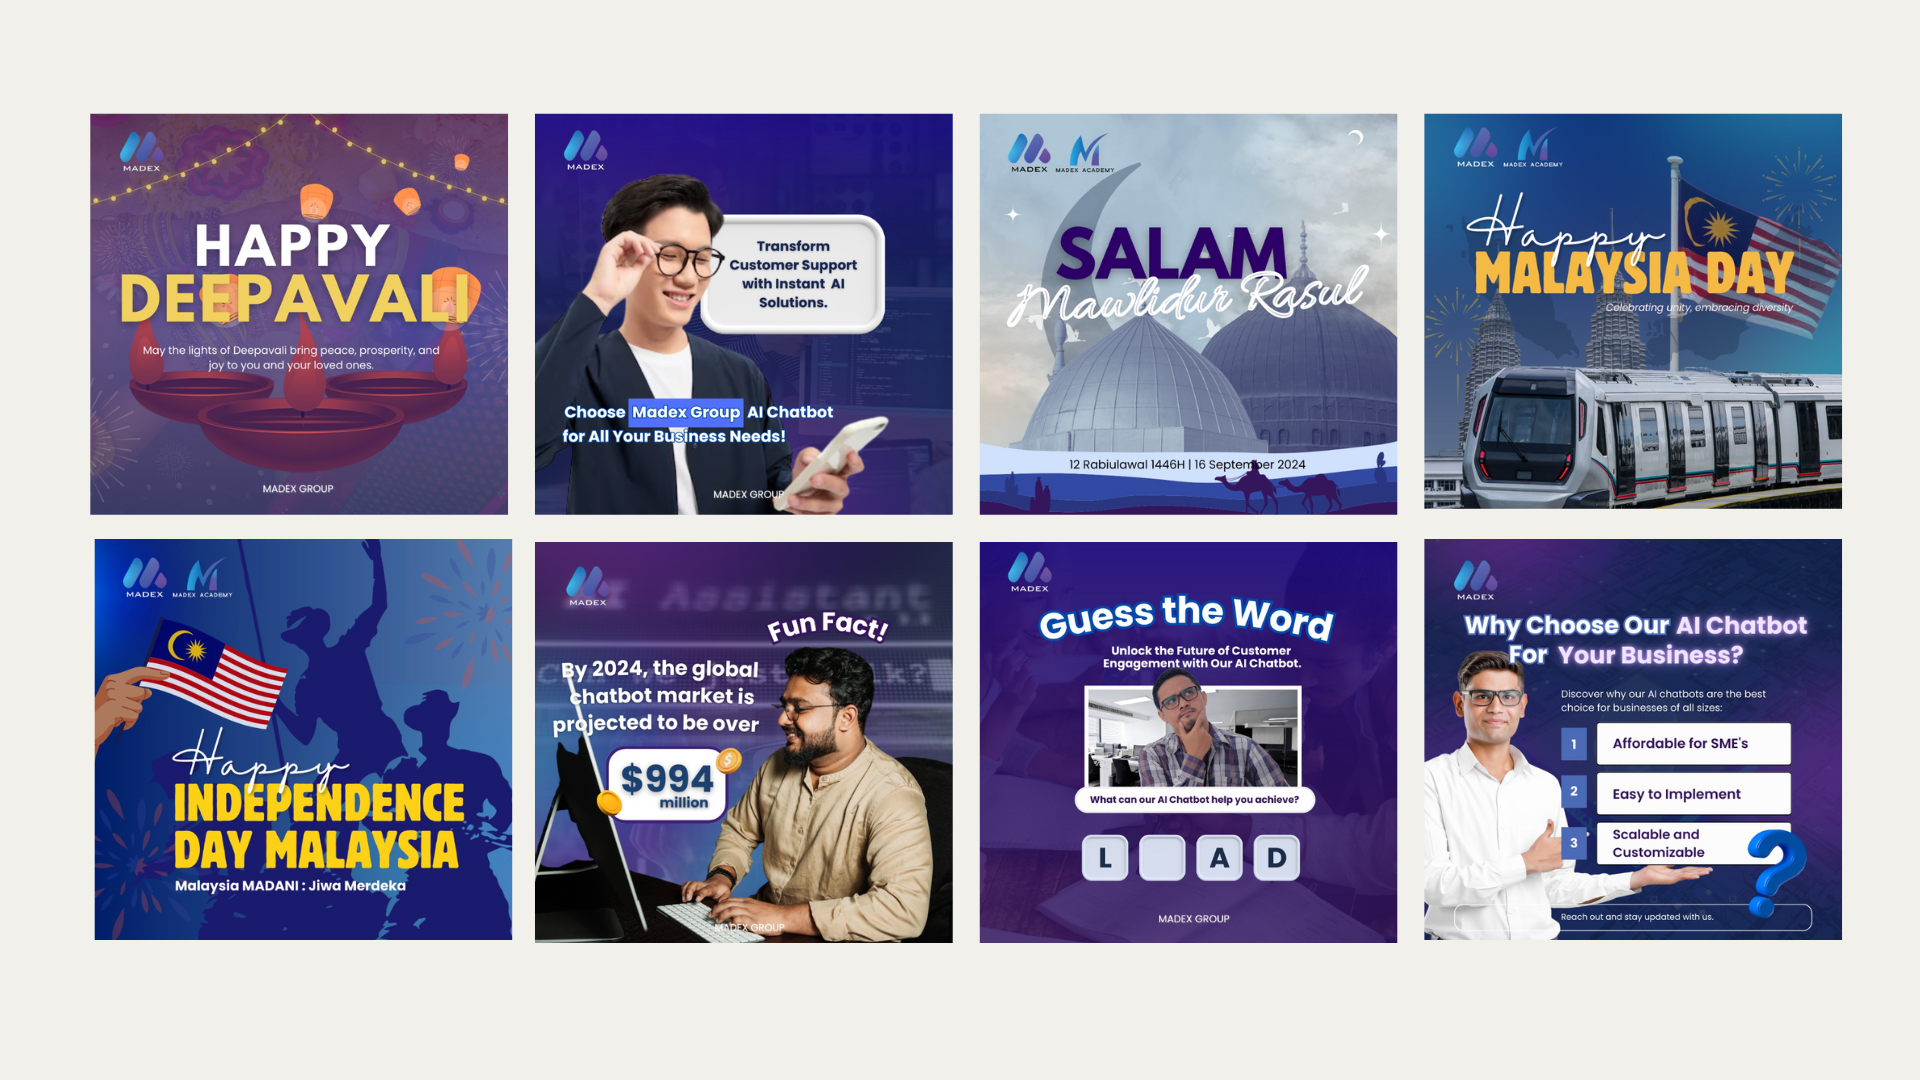 MADEX
HAPPY
DEEPAVALI
May the lights of Deepavali bring peace, prosperity, and
joy to you and your loved ones.
MADEX GROUP
MADEX
Transform
Customer Support
with Instant AI
Solutions.
Choose Madex Group AI Chatbot
for All Your Business Needs!
MADEX GROUP
MADEX
MADEX ACADEMY
SALAM
Mawlidur Rasul
12 Rabiulawal 1446H | 16 September 2024
MADEX
MADEX ACADEMY
Happy
MALAYSIA DAY
Celebrating unity, embracing diversity
MADEX
MADEX ACADEMY
Happy
INDEPENDENCE
DAY MALAYSIA
Malaysia MADANI : Jiwa Merdeka
MADEX
Assistant
Fun Fact!
By 2024, the global
chatbot market is
projected to be over
$994
million
MADEX GROUP
MADEX
Guess the Word
Unlock the Future of Customer
Engagement with Our AI Chatbot.
What can our AI Chatbot help you achieve?
L A D
MADEX GROUP
MADEX
Why Choose Our AI Chatbot
For Your Business?
Discover why our AI chatbots are the best
choice for businesses of all sizes:
1 Affordable for SME's
2 Easy to Implement
3 Scalable and
Customizable
Reach out and stay updated with us.